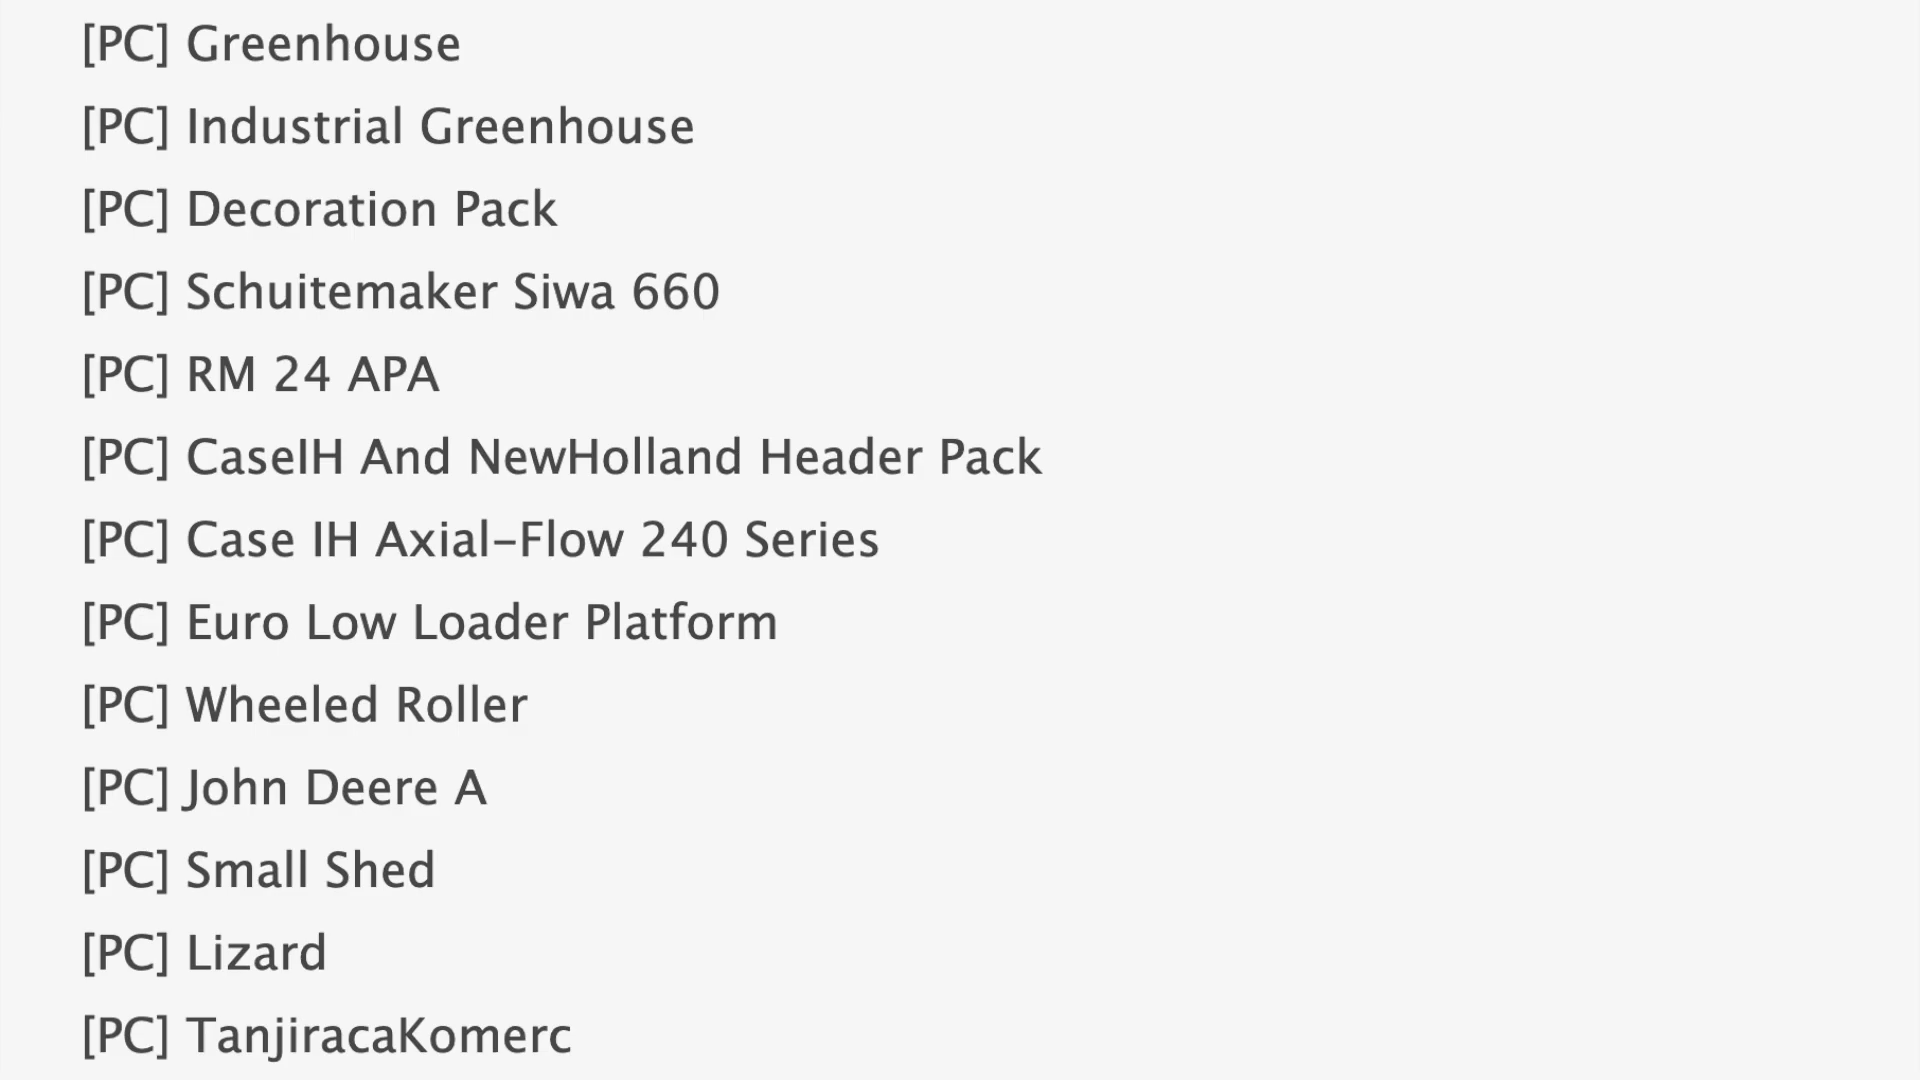 [PC] Greenhouse
[PC] Industrial Greenhouse
[PC] Decoration Pack
[PC] Schuitemaker Siwa 660
[PC] RM 24 APA
[PC] CaseIH And NewHolland Header Pack
[PC] Case IH Axial-Flow 240 Series
[PC] Euro Low Loader Platform
[PC] Wheeled Roller
[PC] John Deere A
[PC] Small Shed
[PC] Lizard
[PC] TanjiracaKomerc